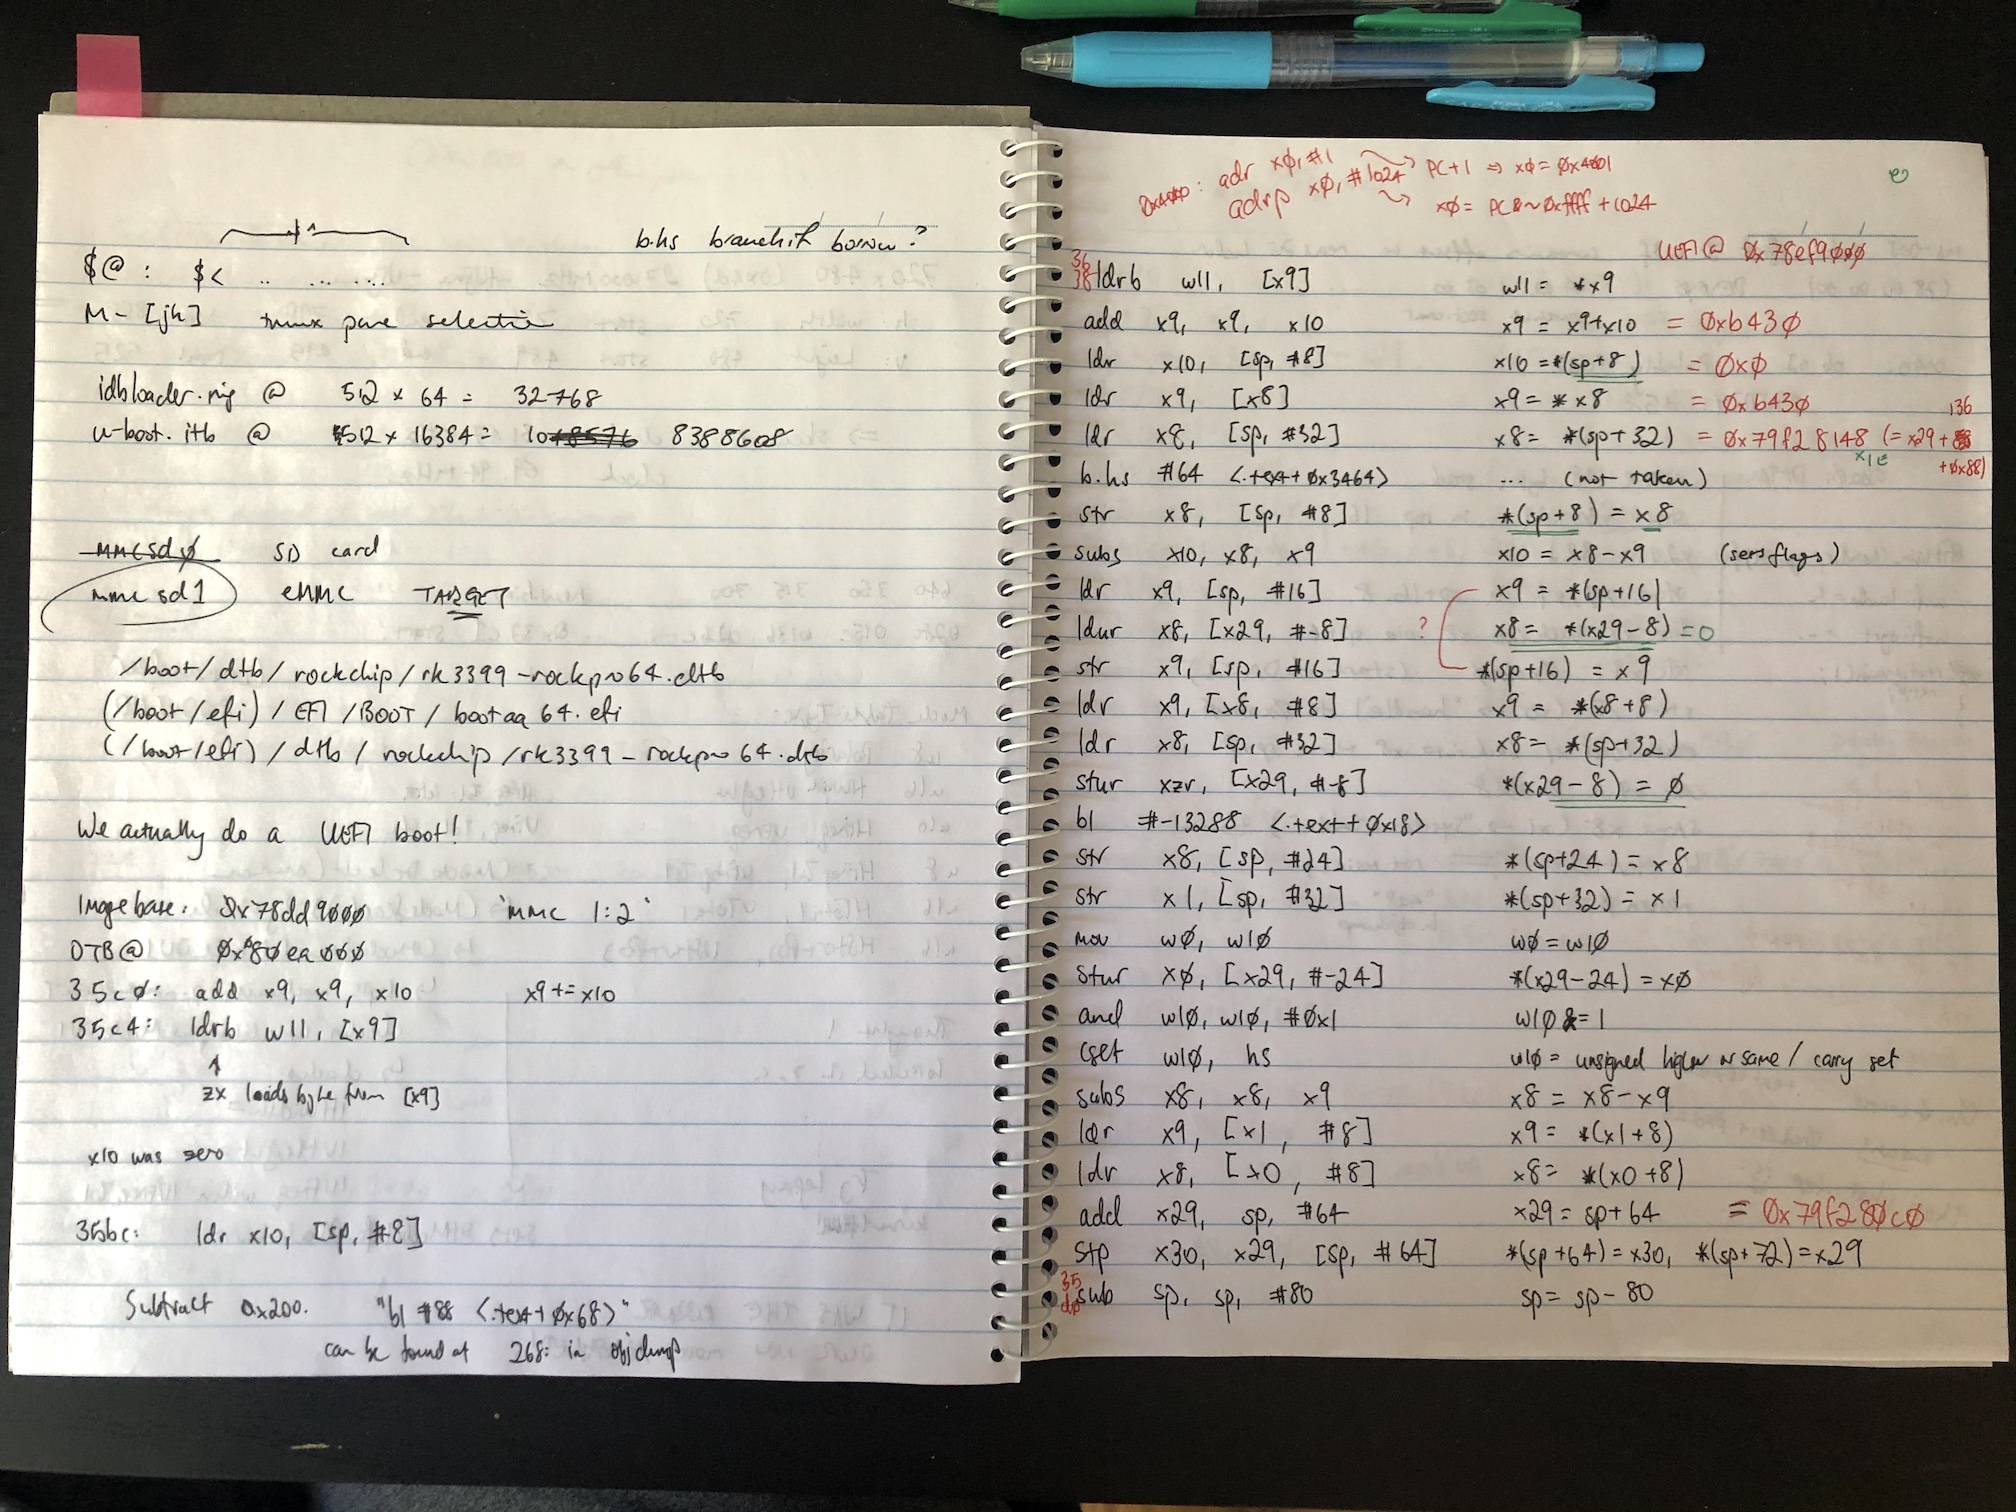 b.hs branch if borrow?
$@ : $< .. ... ....
M-[jk] tmux pane selection
idbloader.img @ 512 × 64 = 32768
u-boot.itb @ 512 × 16384 = 8388608
mmcsdø SD card
mmcsd1 eMMC TARGET
/boot/dtb/rockchip/rk3399-rockpro64.dtb
(/boot/efi)/EFI/BOOT/bootaa64.efi
(/boot/efi)/dtb/rockchip/rk3399-rockpro64.dtb
We actually do a UEFI boot!
Image base: 0x78dd9000 'mmc 1:2'
DTB@ 0x80ea000
35c0: add x9, x9, x10 x9 += x10
35c4: ldrb w11, [x9]
↑
zx loads byte from [x9]
x10 was zero
35bc: ldr x10, [sp, #8]
Subtract 0x200. "bl #88 <.text+0x68>"
can be found at 268: in objdump
0x4000: adr x0, #1 → PC+1 ⇒ x0 = 0x4001
adrp x0, #1024 → x0 = PC & ~0xffff + 1024
UEFI @ 0x78ef9000
36
38 ldrb w11, [x9] w11 = *x9
add x9, x9, x10 x9 = x9+x10 = 0xb430
ldr x10, [sp, #8] x10 = *(sp+8) = 0x0
ldr x9, [x8] x9 = *x8 = 0xb430
136
ldr x8, [sp, #32] x8 = *(sp+32) = 0x79f28148 (= x29 +
x1E +0x88)
b.hs #64 <.text+0x3464> ... (not taken)
str x8, [sp, #8] *(sp+8) = x8
subs x10, x8, x9 x10 = x8-x9 (sets flags)
ldr x9, [sp, #16] x9 = *(sp+16)
ldur x8, [x29, #-8] ? x8 = *(x29-8) = 0
str x9, [sp, #16] *(sp+16) = x9
ldr x9, [x8, #8] x9 = *(x8+8)
ldr x8, [sp, #32] x8 = *(sp+32)
stur xzr, [x29, #-8] *(x29-8) = 0
bl #-13288 <.text+0x18>
str x8, [sp, #24] *(sp+24) = x8
str x1, [sp, #32] *(sp+32) = x1
mov w0, w10 w0 = w10
stur x0, [x29, #-24] *(x29-24) = x0
and w10, w10, #0x1 w10 &= 1
cset w10, hs w10 = unsigned higher or same / carry set
subs x8, x8, x9 x8 = x8-x9
ldr x9, [x1, #8] x9 = *(x1+8)
ldr x8, [x0, #8] x8 = *(x0+8)
add x29, sp, #64 x29 = sp+64 = 0x79f280c0
stp x30, x29, [sp, #64] *(sp+64) = x30, *(sp+72) = x29
35
d0 sub sp, sp, #80 sp = sp-80